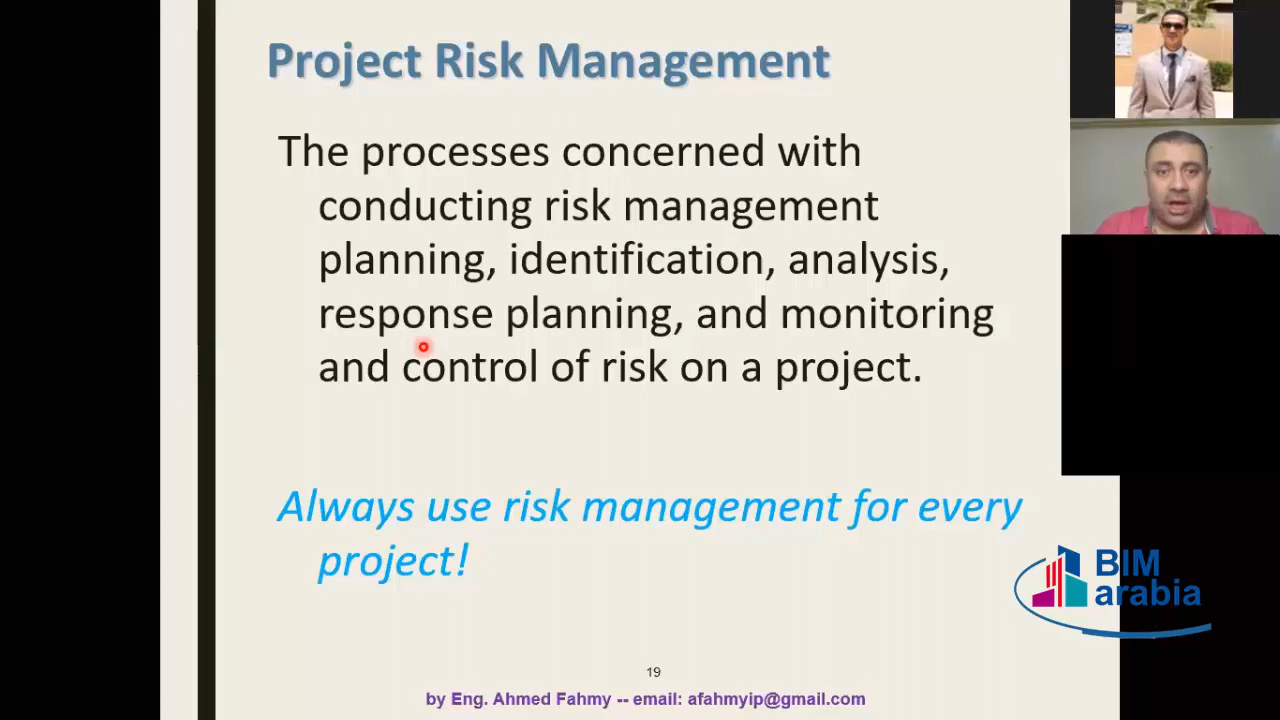 Project Risk Management
The processes concerned with
conducting risk management
planning, identification, analysis,
response planning, and monitoring
and control of risk on a project.
Always use risk management for every
project!
BIM
arabia
19
by Eng. Ahmed Fahmy -- email: afahmyip@gmail.com